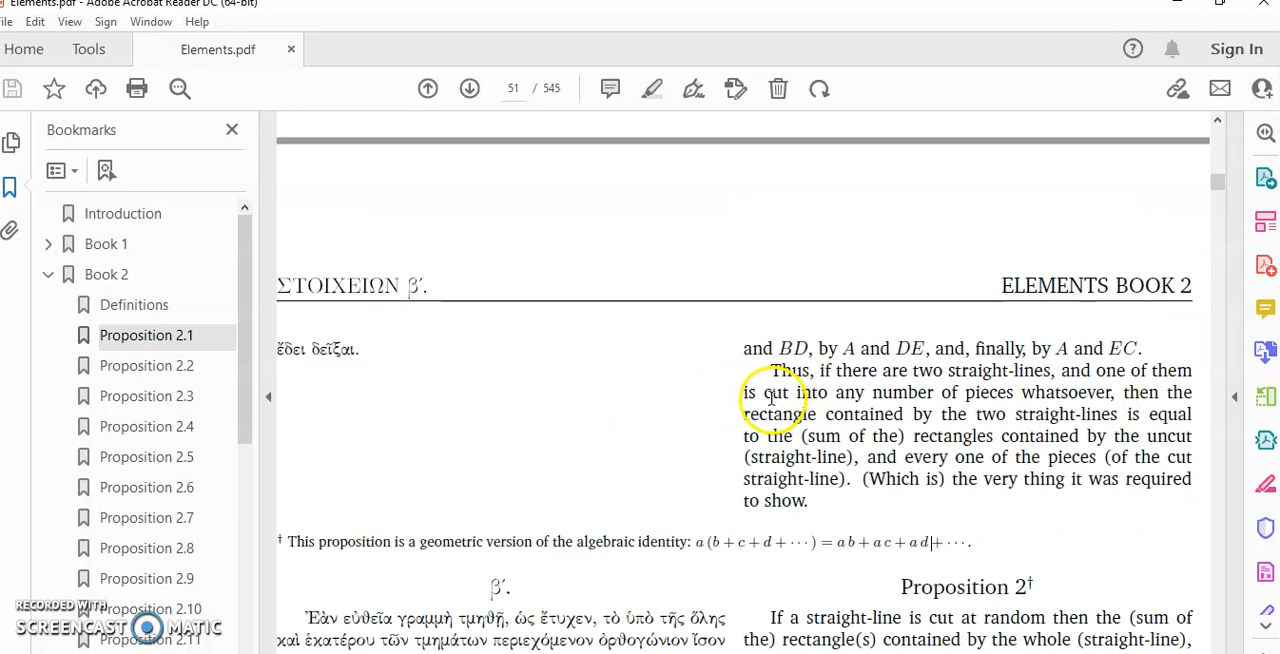 Elements.pdf - Adobe Acrobat Reader DC (64-bit)
File Edit View Sign Window Help
Home Tools Elements.pdf × ? Sign In
51 / 545
Bookmarks ×
Introduction
Book 1
Book 2
Definitions
Proposition 2.1
Proposition 2.2
Proposition 2.3
Proposition 2.4
Proposition 2.5
Proposition 2.6
Proposition 2.7
Proposition 2.8
Proposition 2.9
Proposition 2.10
Proposition 2.11
RECORDED WITH
SCREENCAST MATIC
ΣΤΟΙΧΕΙΩΝ βʹ.
ELEMENTS BOOK 2
ἔδει δεῖξαι.
and BD, by A and DE, and, finally, by A and EC.
Thus, if there are two straight-lines, and one of them
is cut into any number of pieces whatsoever, then the
rectangle contained by the two straight-lines is equal
to the (sum of the) rectangles contained by the uncut
(straight-line), and every one of the pieces (of the cut
straight-line). (Which is) the very thing it was required
to show.
† This proposition is a geometric version of the algebraic identity: a (b + c + d + ···) = a b + a c + a d + ···.
βʹ.
᾿Εὰν εὐθεῖα γραμμὴ τμηθῇ, ὡς ἔτυχεν, τὸ ὑπὸ τῆς ὅλης
καὶ ἑκατέρου τῶν τμημάτων περιεχόμενον ὀρθογώνιον ἴσον
Proposition 2†
If a straight-line is cut at random then the (sum of
the) rectangle(s) contained by the whole (straight-line),